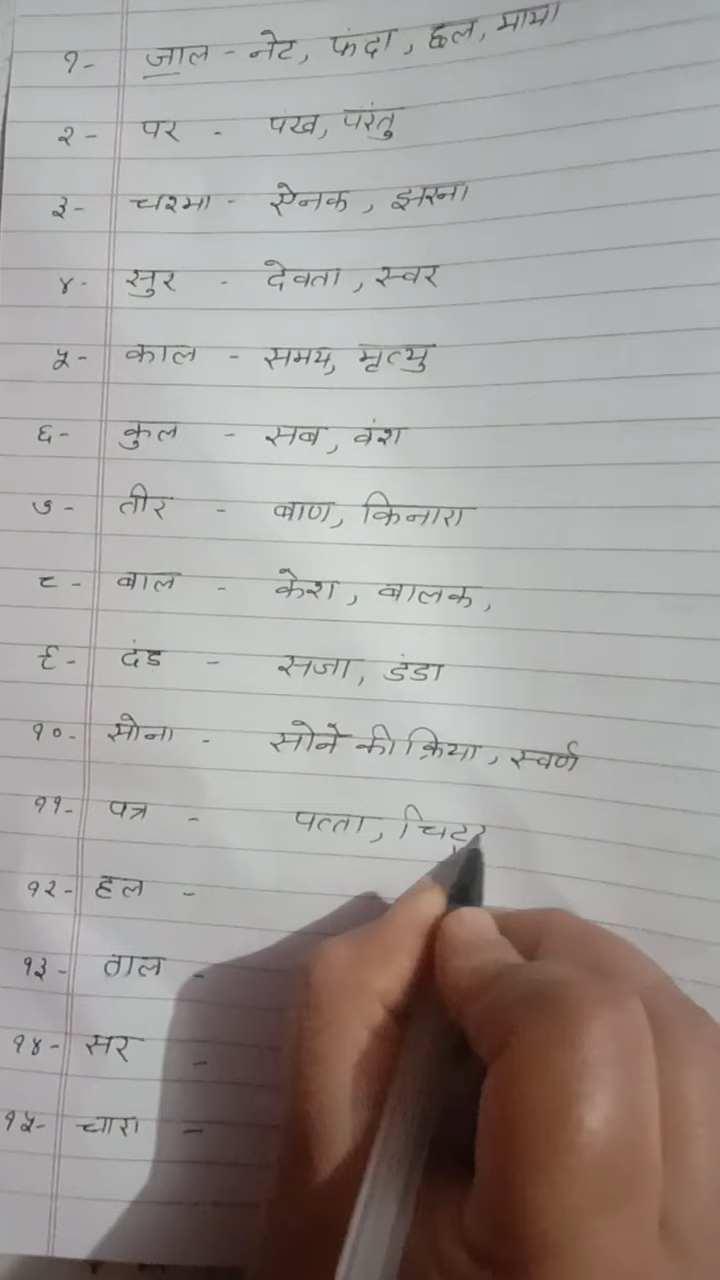 १- जाल - नेट, फंदा, छल, माया
२- पर - पंख, परंतु
३- चश्मा - ऐनक, झरना
४- सुर - देवता, स्वर
५- काल - समय, मृत्यु
६- कुल - सब, वंश
७- तीर - बाण, किनारा
८- बाल - केश, बालक,
९- दंड - सजा, डंडा
१०- सोना - सोने की क्रिया, स्वर्ण
११- पत्र - पत्ता,
१२- हल -
१३- ताल -
१४- सर -
१५- चारा -